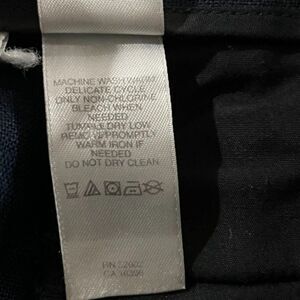 MACHINE WASH WARM
DELICATE CYCLE
ONLY NON-CHLORINE
BLEACH WHEN
NEEDED
TUMBLE DRY LOW
REMOVE PROMPTLY
WARM IRON IF
NEEDED
DO NOT DRY CLEAN
RN
CA